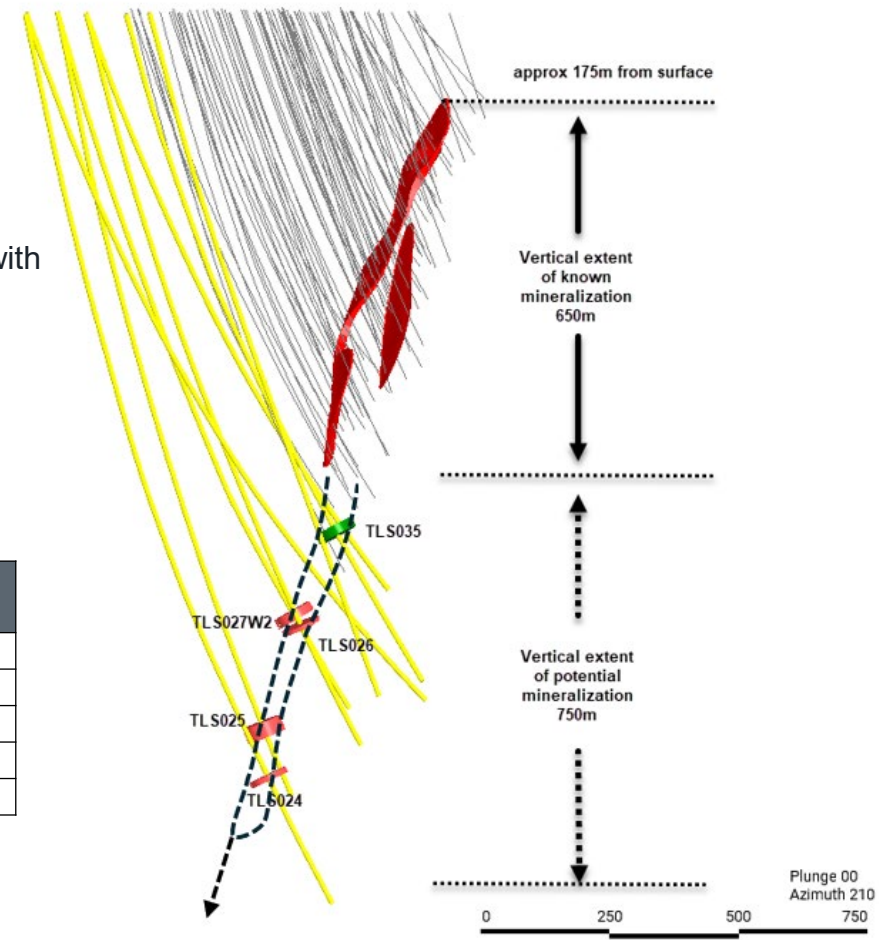 approx 175m from surface
with
Vertical extent
of known
mineralization
650m
TLS035
TLS027W2
TLS026
Vertical extent
of potential
mineralization
750m
TLS025
TLS024
Plunge 00
Azimuth 210
0 250 500 750